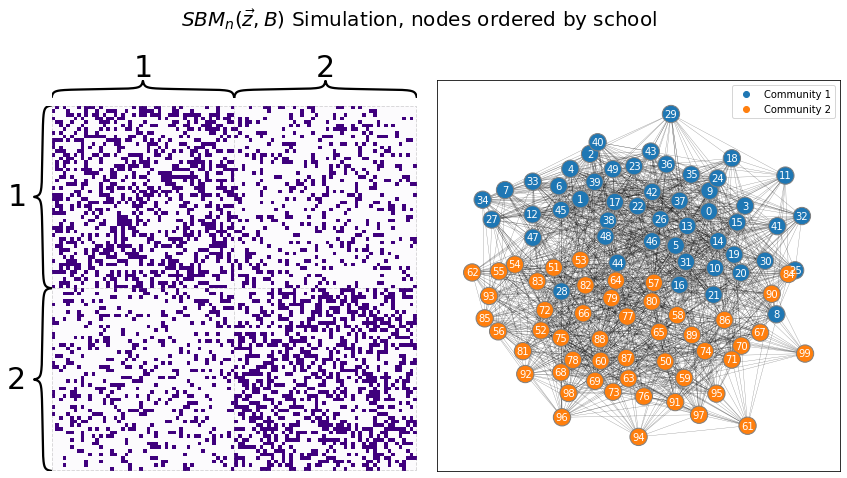 $SBM_n(\vec{z}, B)$ Simulation, nodes ordered by school
1 2
1
2
Community 1
Community 2
29
40
2 43
49 23 36 18
4 35 24 11
33 6 39 9
7 34 1 17 22 42 37 3
27 12 45 38 26 0 15 32
13 41
47 48 46 5 14
53 44 31 19 30
62 55 54 51 10 20 84
83 82 64 57 16
93 28 79 80 21 90
72 66 77 58 8
85 56 52 75 65 86 67
88 89 70
81 78 60 87 50 74 71 99
92 68 69 63 59
98 73 76 91 95
96 97 61
94